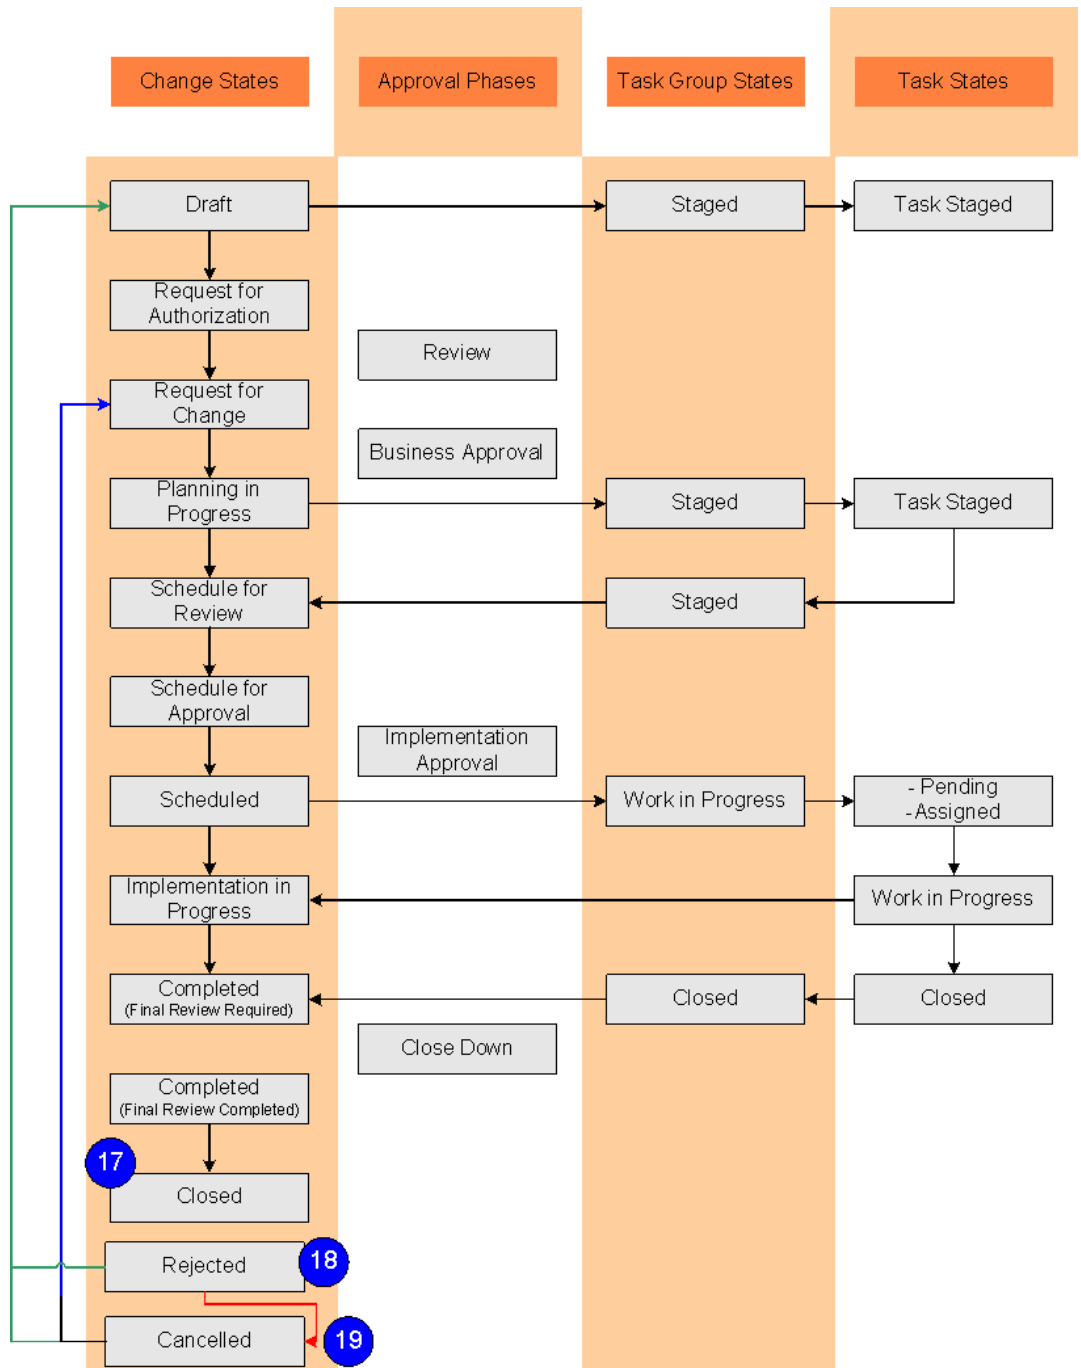 Change States
Approval Phases
Task Group States
Task States
Draft
Staged
Task Staged
Request for
Authorization
Review
Request for
Change
Business Approval
Planning in
Progress
Staged
Task Staged
Schedule for
Review
Staged
Schedule for
Approval
Implementation
Approval
Scheduled
Work in Progress
- Pending
-Assigned
Implementation in
Progress
Work in Progress
Completed
(Final Review Required)
Closed
Closed
Close Down
Completed
(Final Review Completed)
17
Closed
Rejected
18
Cancelled
19